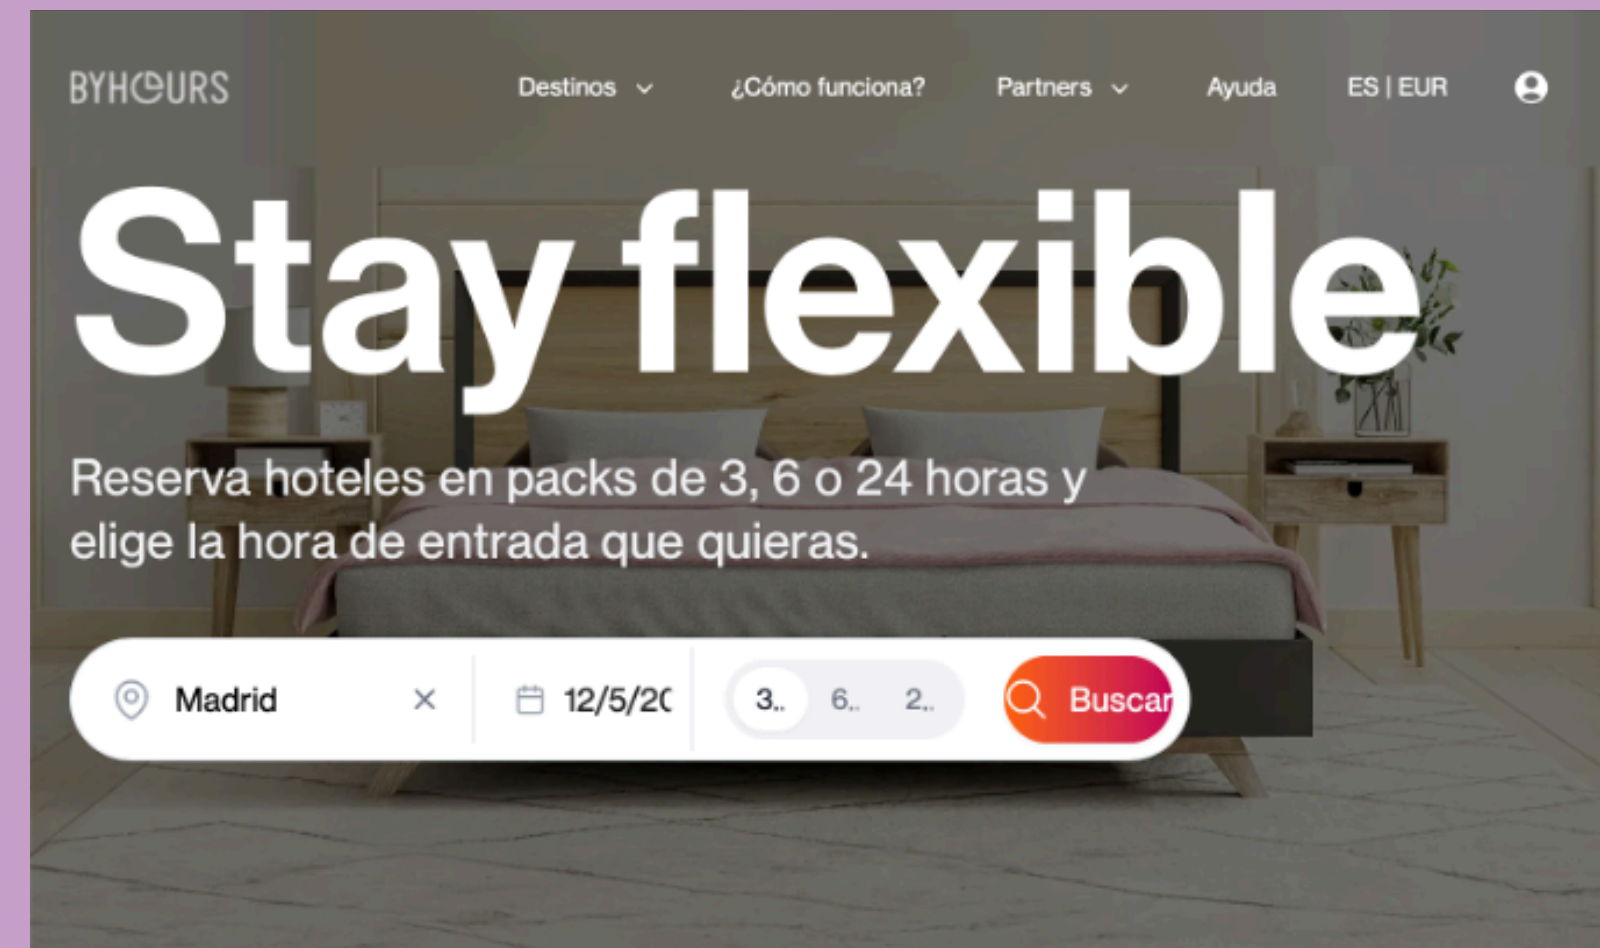 BYHOURS
Destinos
¿Cómo funciona?
Partners
Ayuda
ES | EUR
Stay flexible
Reserva hoteles en packs de 3, 6 o 24 horas y
elige la hora de entrada que quieras.
Madrid
12/5/20
3..
6..
2..
Buscar